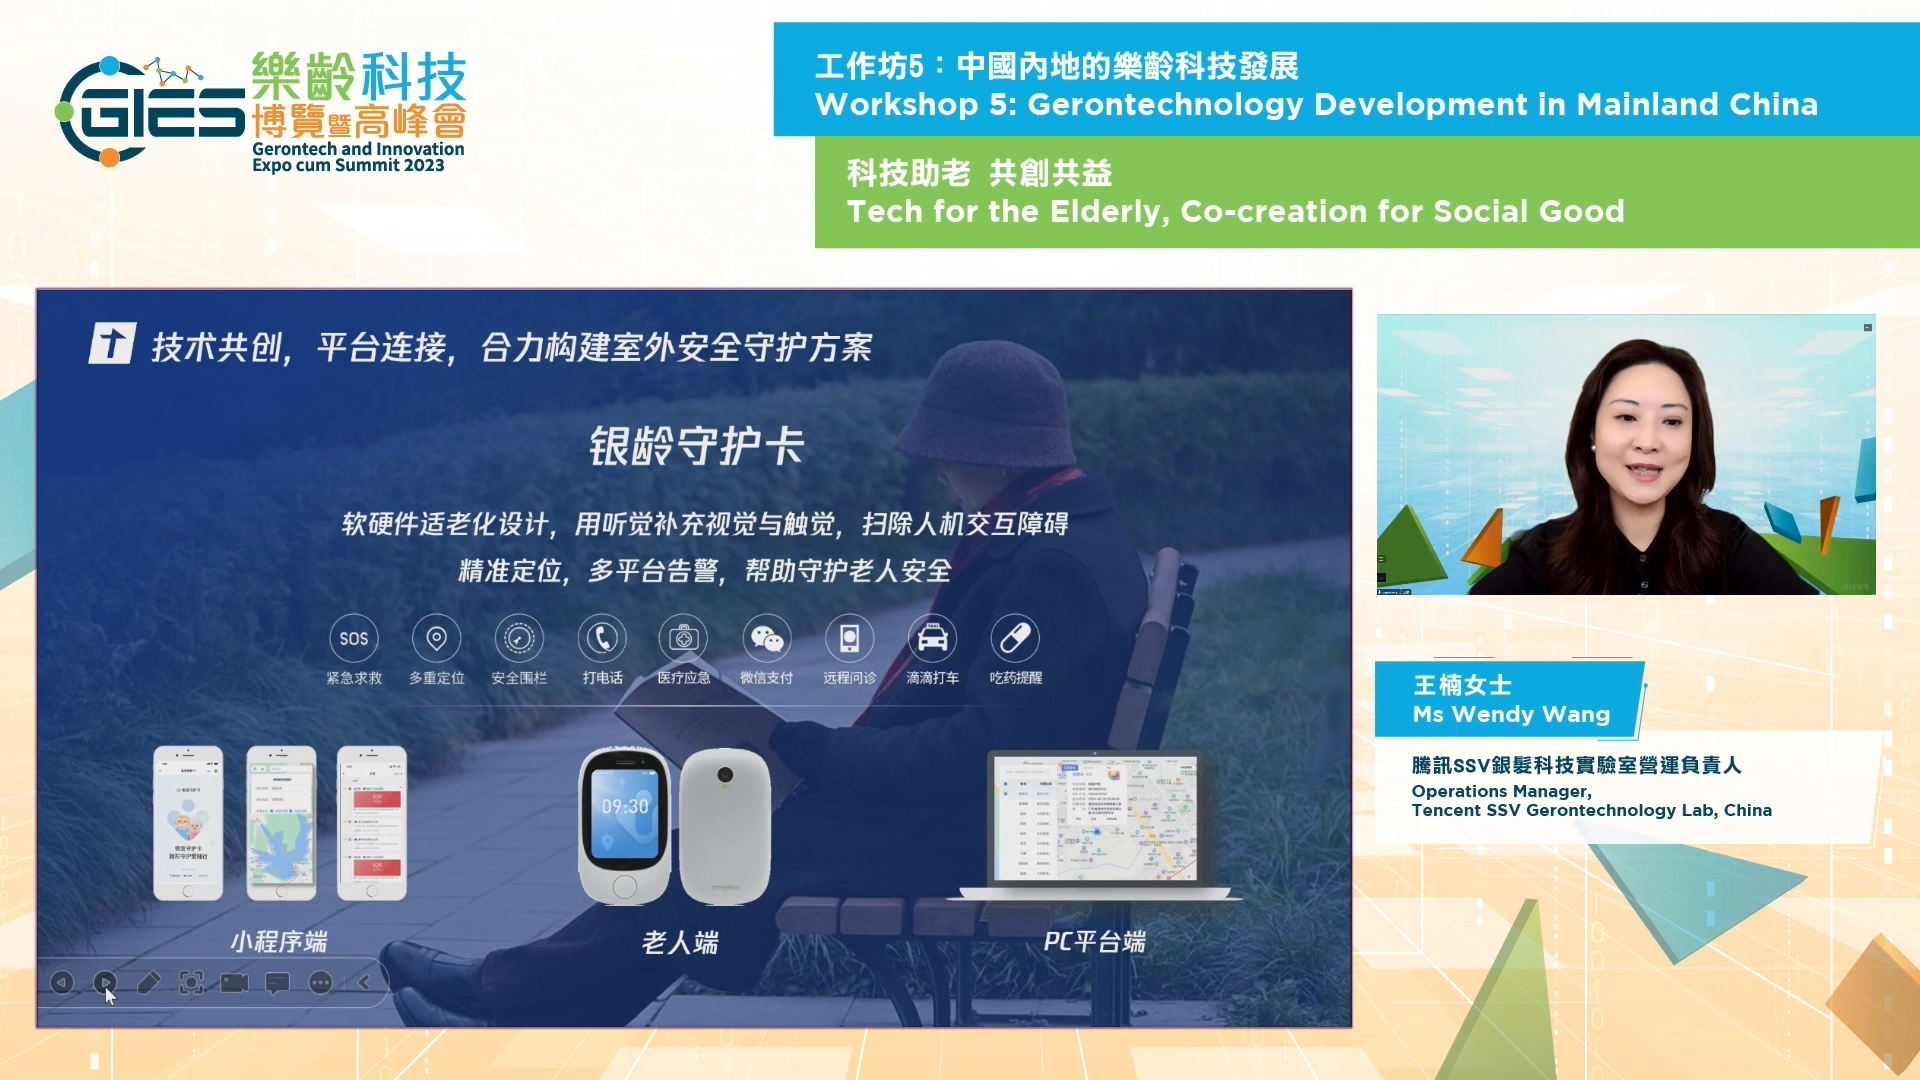 GIES
樂齡科技
博覽暨高峰會
Gerontech and Innovation
Expo cum Summit 2023
工作坊5：中國內地的樂齡科技發展
Workshop 5: Gerontechnology Development in Mainland China
科技助老 共創共益
Tech for the Elderly, Co-creation for Social Good
技术共创，平台连接，合力构建室外安全守护方案
银龄守护卡
软硬件适老化设计，用听觉补充视觉与触觉，扫除人机交互障碍
精准定位，多平台告警，帮助守护老人安全
SOS
TAXI
紧急求救 多重定位 安全围栏 打电话 医疗应急 微信支付 远程问诊 滴滴打车 吃药提醒
09:30
小程序端 老人端 PC平台端
王楠女士
Ms Wendy Wang
騰訊SSV銀髮科技實驗室營運負責人
Operations Manager,
Tencent SSV Gerontechnology Lab, China